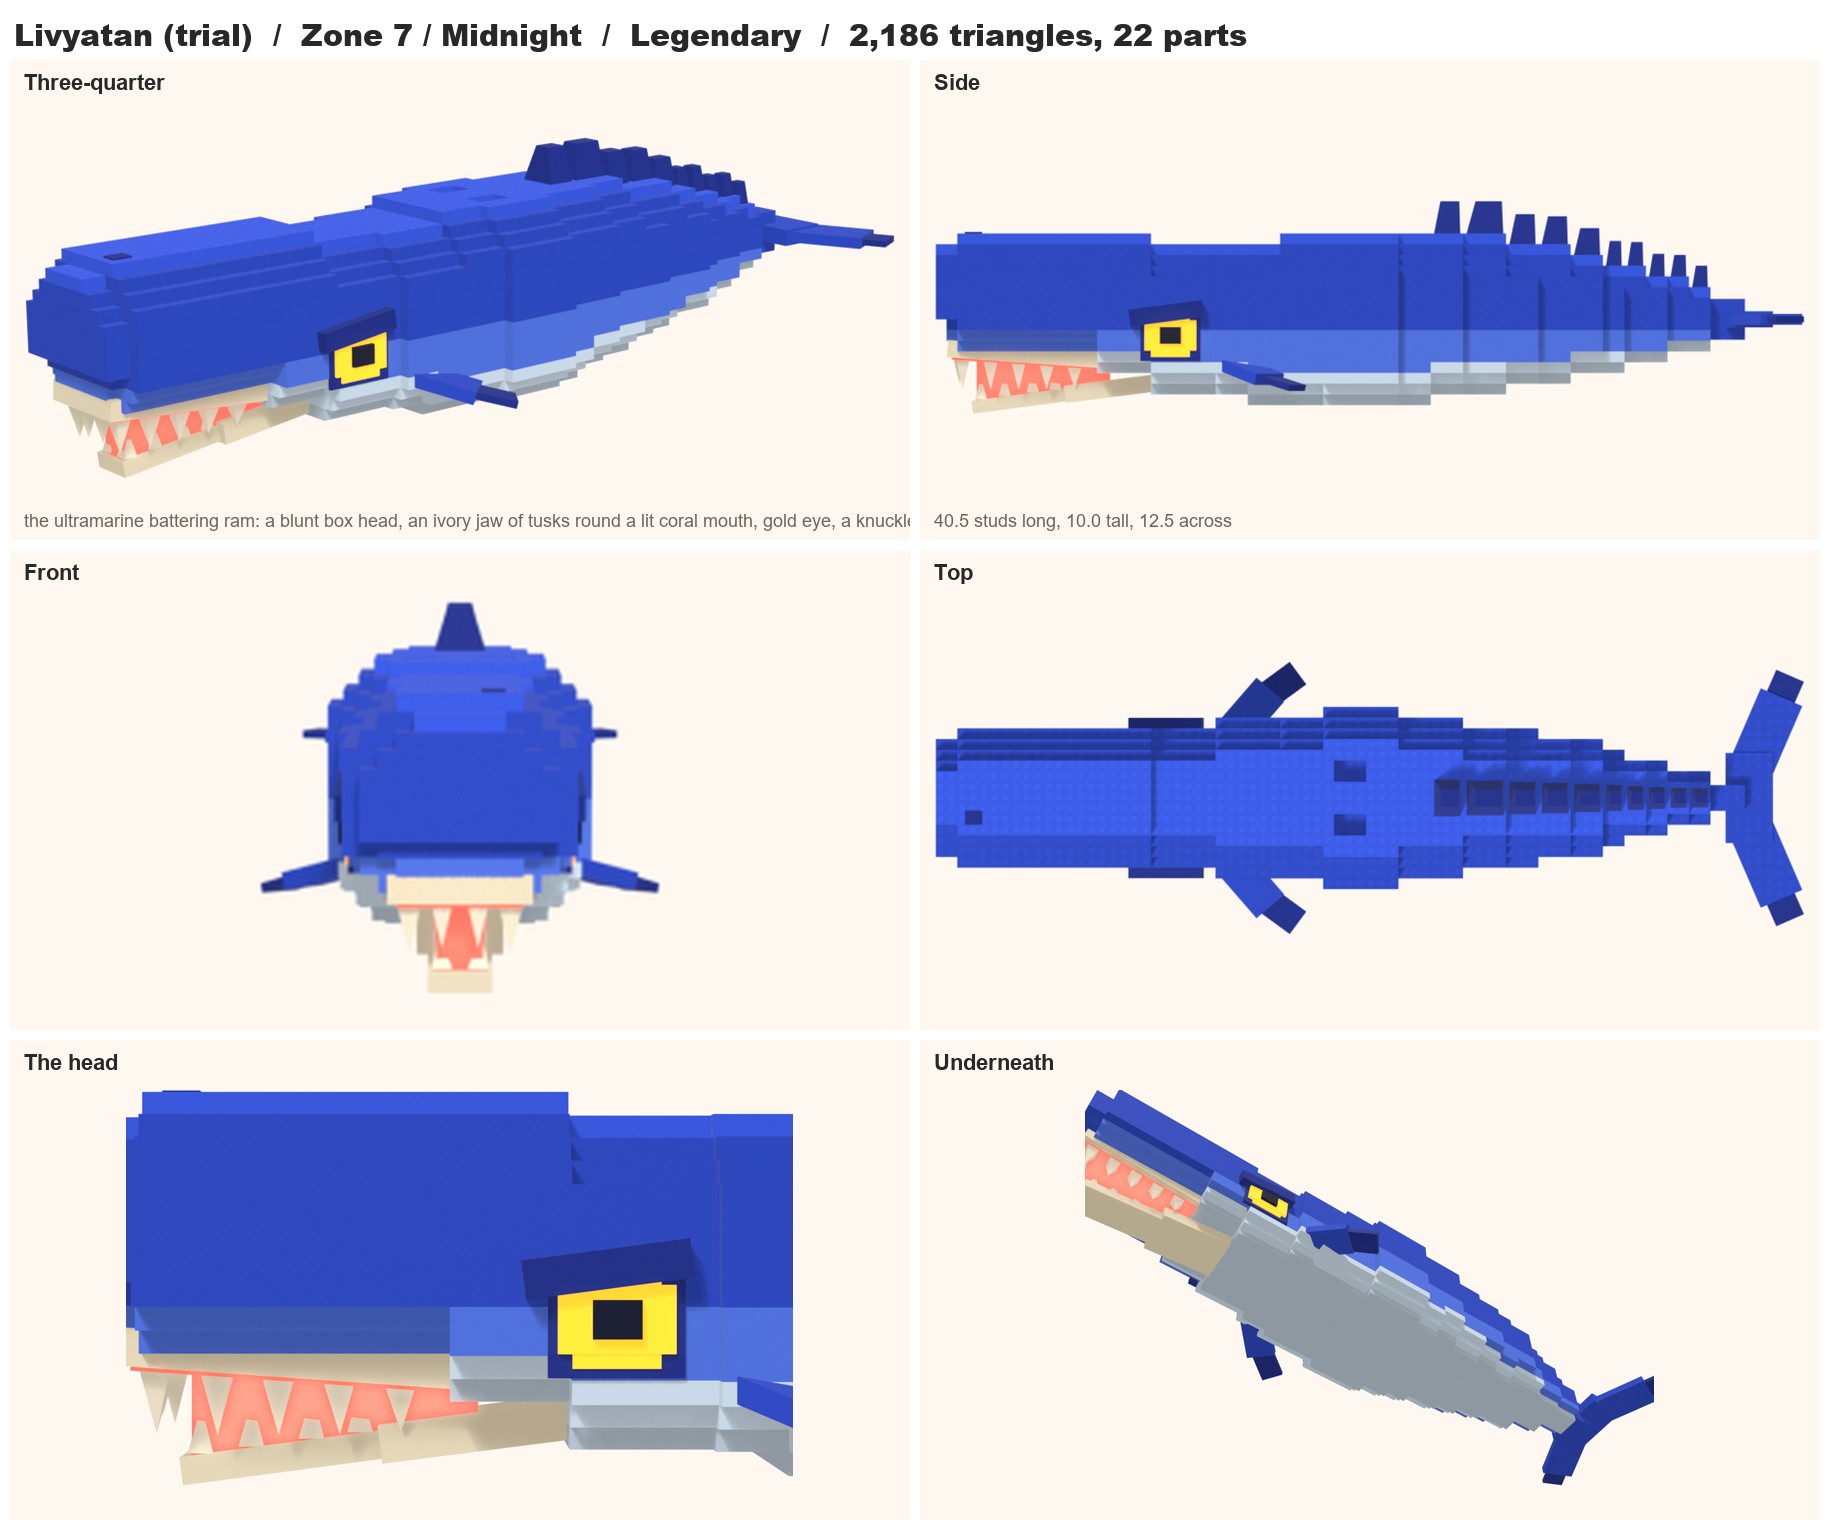 Livyatan (trial)  /  Zone 7 / Midnight  /  Legendary  /  2,186 triangles, 22 parts
Three-quarter
Side
the ultramarine battering ram: a blunt box head, an ivory jaw of tusks round a lit coral mouth, gold eye, a knuckle
40.5 studs long, 10.0 tall, 12.5 across
Front
Top
The head
Underneath